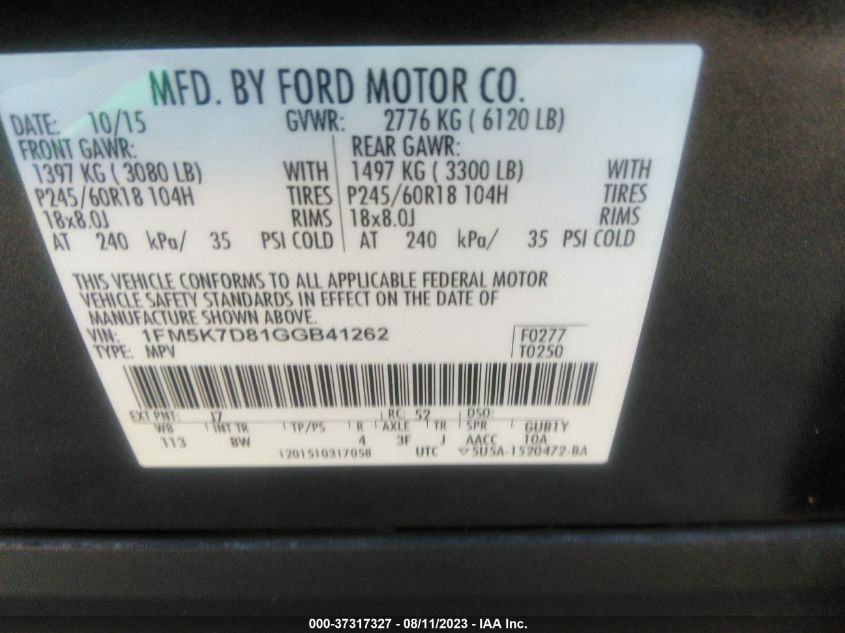 MFD. BY FORD MOTOR CO.
DATE: 10/15 GVWR: 2776 KG ( 6120 LB)
FRONT GAWR: REAR GAWR:
1397 KG ( 3080 LB) WITH 1497 KG ( 3300 LB) WITH
P245/60R18 104H TIRES P245/60R18 104H TIRES
18x8.0J RIMS 18x8.0J RIMS
AT 240 kPa/ 35 PSI COLD AT 240 kPa/ 35 PSI COLD
THIS VEHICLE CONFORMS TO ALL APPLICABLE FEDERAL MOTOR
VEHICLE SAFETY STANDARDS IN EFFECT ON THE DATE OF
MANUFACTURE SHOWN ABOVE.
VIN: 1FM5K7D81GGB41262 F0277
TYPE: MPV T0250
EXT PNT: J7 RC: 52 DSO:
WB INT TR TP/PS R AXLE TR SPR GUB1Y
113 BW 4 3F J AACC 10A
1201510317058 UTC 5U5A-1520472-BA
000-37317327 - 08/11/2023 - IAA Inc.